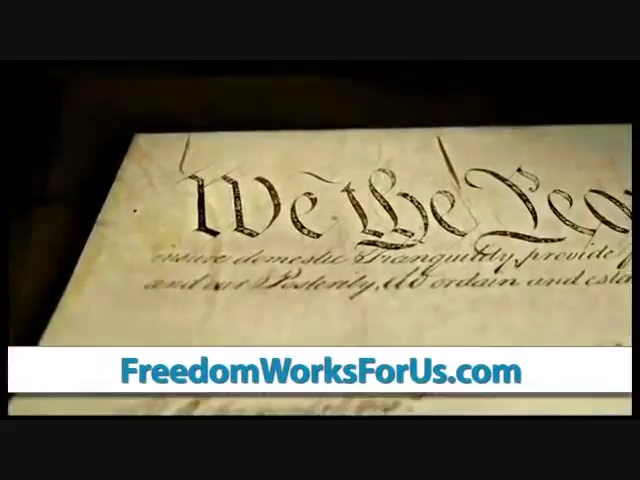 We the Peo
insure domestic Tranquility, provide f
and our Posterity, do ordain and esta
FreedomWorksForUs.com